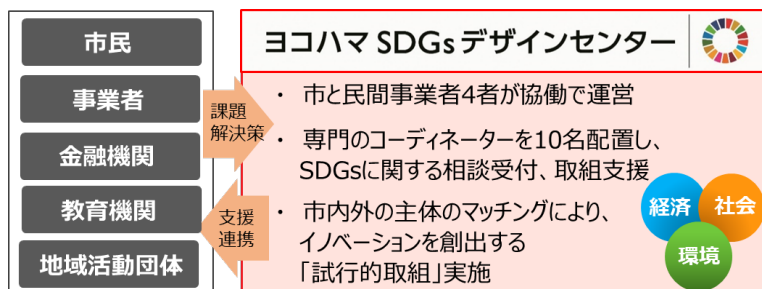 市民
事業者
金融機関
教育機関
地域活動団体
課題
解決策
支援
連携
ヨコハマ SDGsデザインセンター
・ 市と民間事業者4者が協働で運営
・ 専門のコーディネーターを10名配置し、
SDGsに関する相談受付、取組支援
・ 市内外の主体のマッチングにより、
イノベーションを創出する
「試行的取組」実施
経済
社会
環境